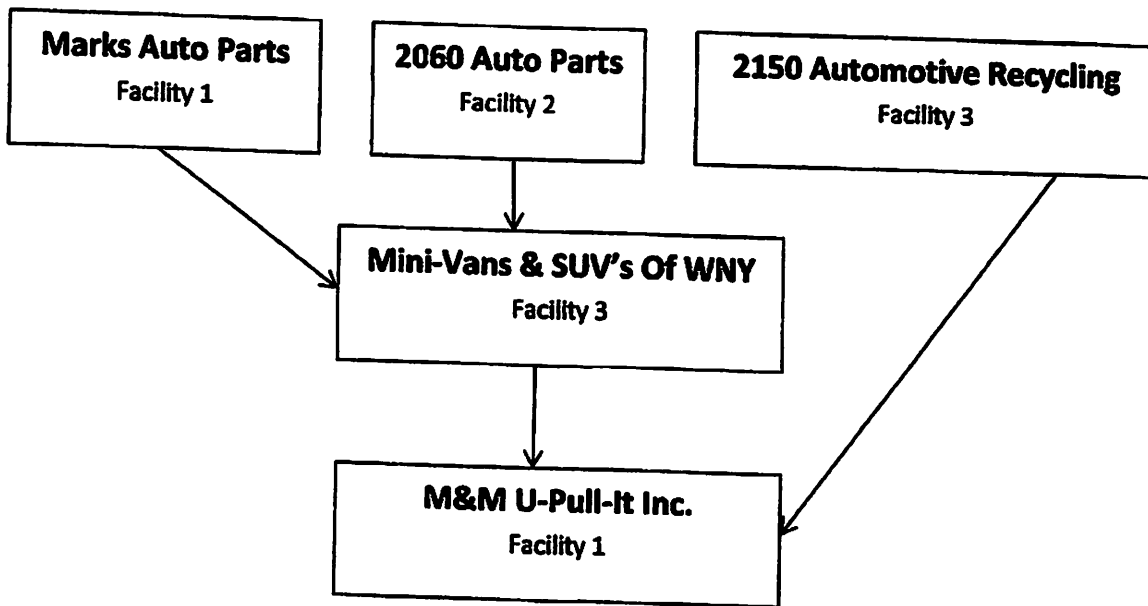 Marks Auto Parts
Facility 1
2060 Auto Parts
Facility 2
2150 Automotive Recycling
Facility 3
Mini-Vans & SUV's Of WNY
Facility 3
M&M U-Pull-It Inc.
Facility 1